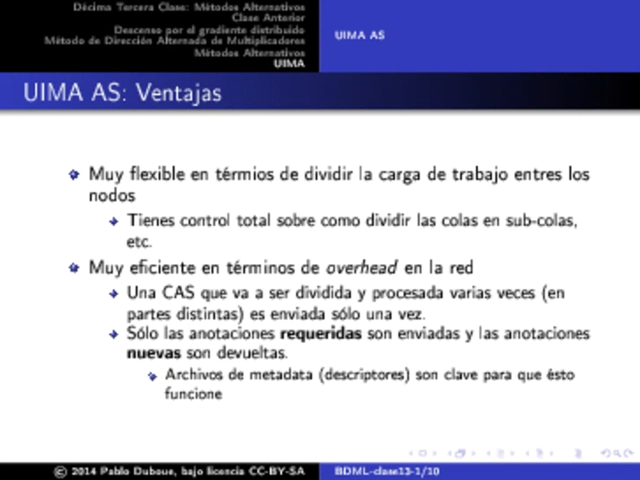 Décima Tercera Clase: Métodos Alternativos
Clase Anterior
Descenso por el gradiente distribuido
Método de Dirección Alternada de Multiplicadores
Métodos Alternativos
UIMA
UIMA AS
UIMA AS: Ventajas
Muy flexible en térmios de dividir la carga de trabajo entres los
nodos
Tienes control total sobre como dividir las colas en sub-colas,
etc.
Muy eficiente en términos de overhead en la red
Una CAS que va a ser dividida y procesada varias veces (en
partes distintas) es enviada sólo una vez.
Sólo las anotaciones requeridas son enviadas y las anotaciones
nuevas son devueltas.
Archivos de metadata (descriptores) son clave para que ésto
funcione
© 2014 Pablo Duboue, bajo licencia CC-BY-SA
BDML-clase13-1/10